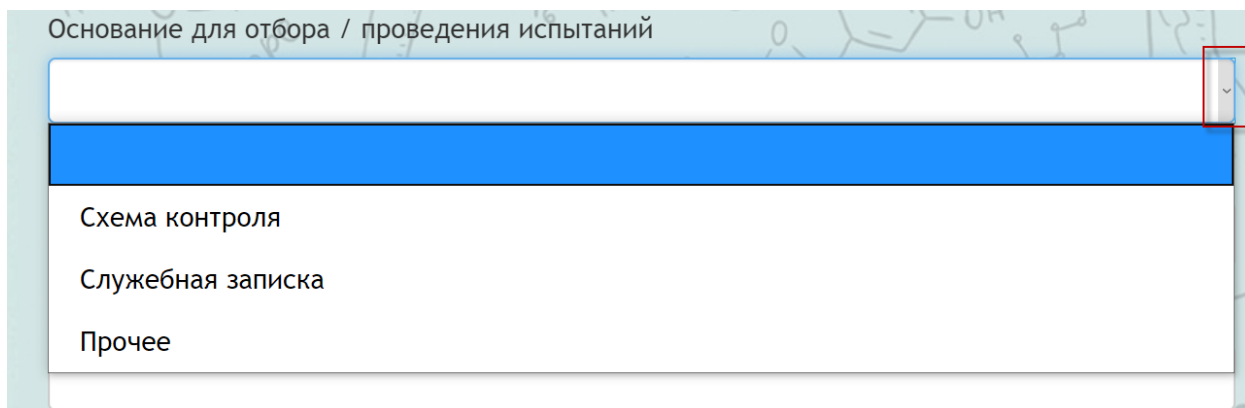 Основание для отбора / проведения испытаний
Схема контроля
Служебная записка
Прочее